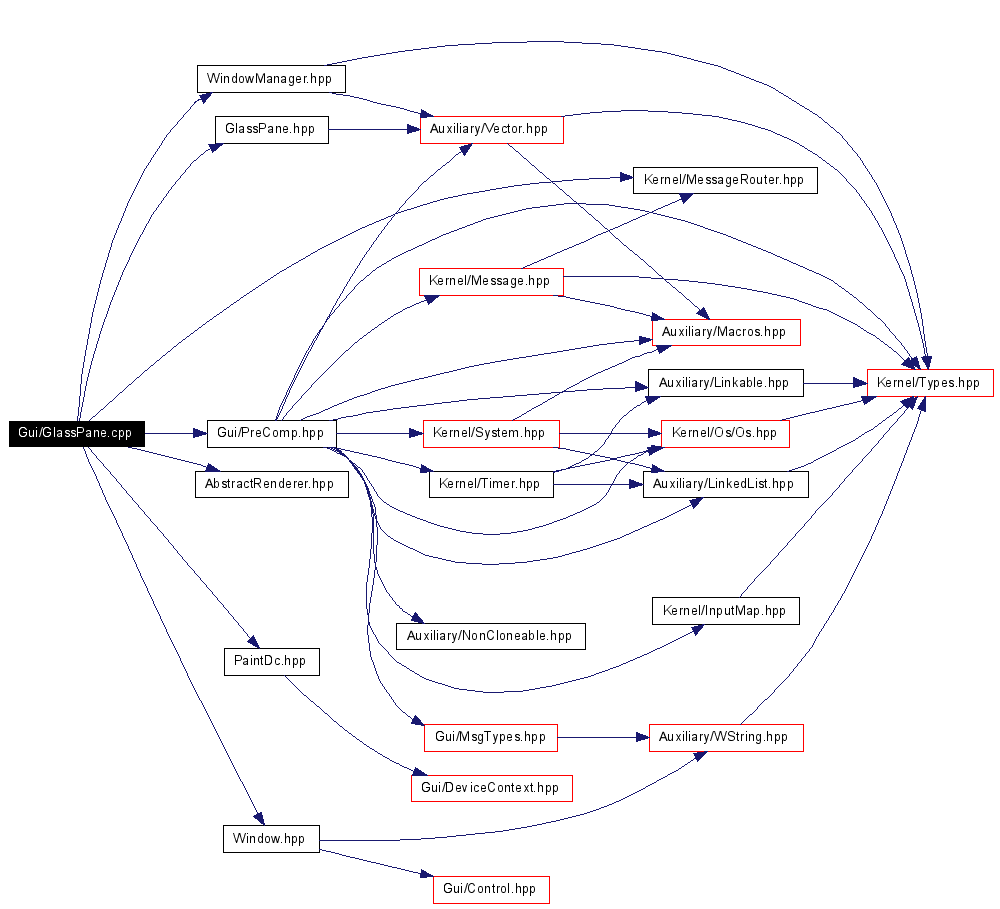 WindowManager.hpp
GlassPane.hpp
Auxiliary/Vector.hpp
Kernel/MessageRouter.hpp
Kernel/Message.hpp
Auxiliary/Macros.hpp
Auxiliary/Linkable.hpp
Kernel/Types.hpp
Gui/GlassPane.cpp
Gui/PreComp.hpp
Kernel/System.hpp
Kernel/Os/Os.hpp
AbstractRenderer.hpp
Kernel/Timer.hpp
Auxiliary/LinkedList.hpp
Kernel/InputMap.hpp
Auxiliary/NonCloneable.hpp
PaintDc.hpp
Gui/MsgTypes.hpp
Auxiliary/WString.hpp
Gui/DeviceContext.hpp
Window.hpp
Gui/Control.hpp